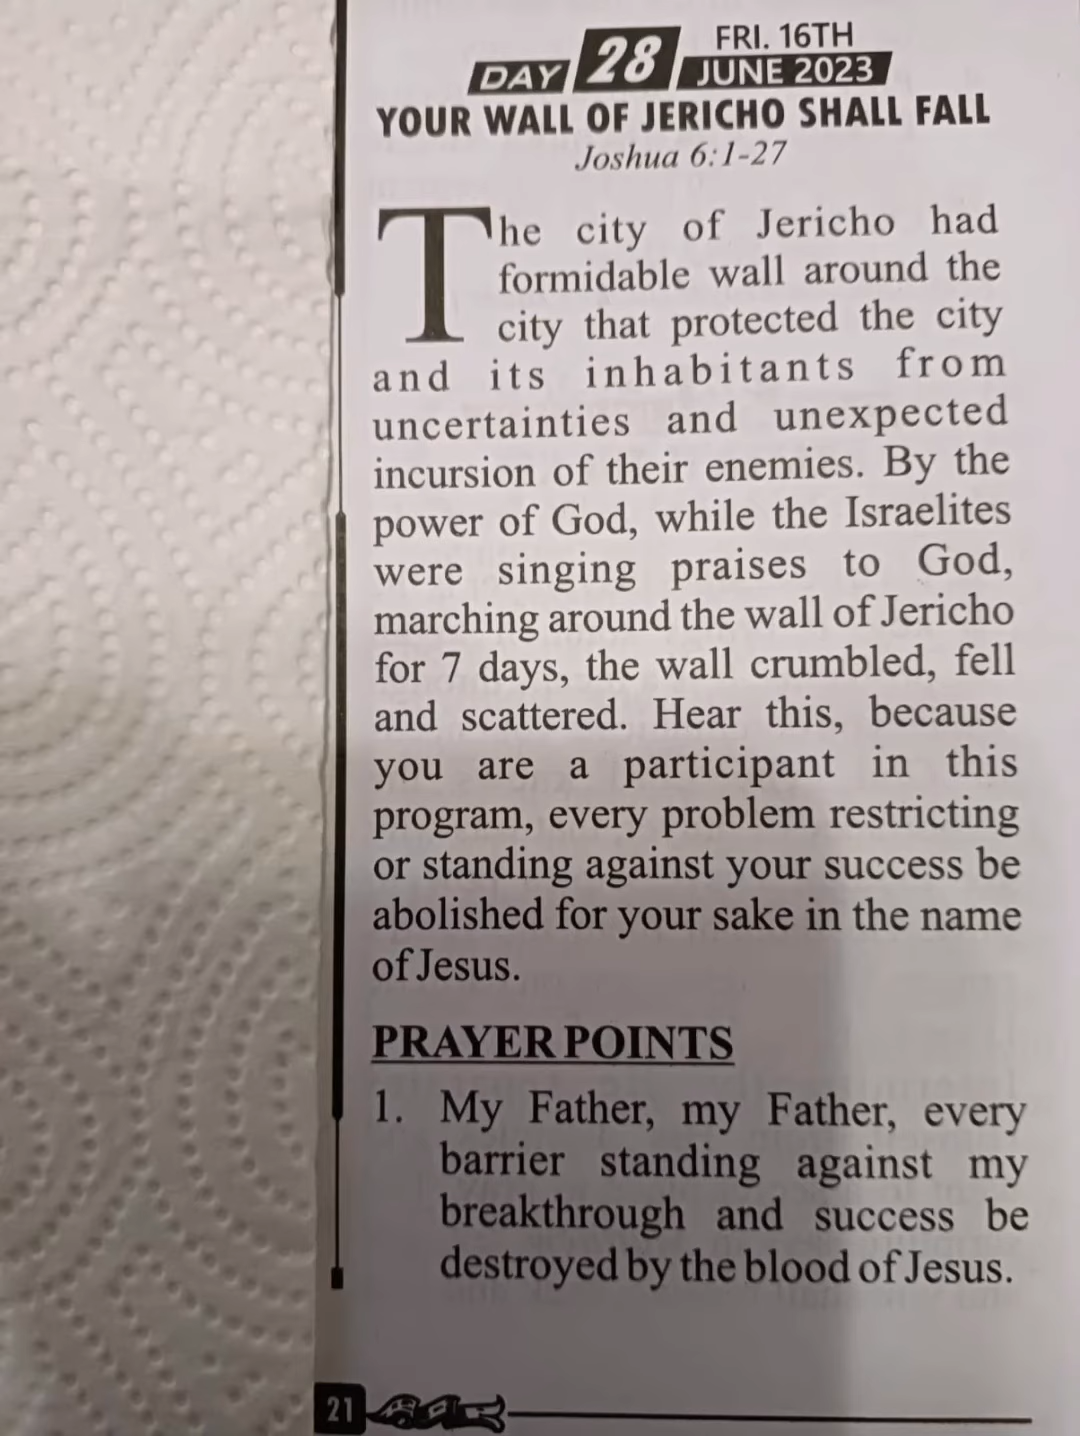 DAY 28 FRI. 16TH
JUNE 2023
YOUR WALL OF JERICHO SHALL FALL
Joshua 6:1-27
The city of Jericho had
formidable wall around the
city that protected the city
and its inhabitants from
uncertainties and unexpected
incursion of their enemies. By the
power of God, while the Israelites
were singing praises to God,
marching around the wall of Jericho
for 7 days, the wall crumbled, fell
and scattered. Hear this, because
you are a participant in this
program, every problem restricting
or standing against your success be
abolished for your sake in the name
of Jesus.
PRAYER POINTS
1. My Father, my Father, every
barrier standing against my
breakthrough and success be
destroyed by the blood of Jesus.
21